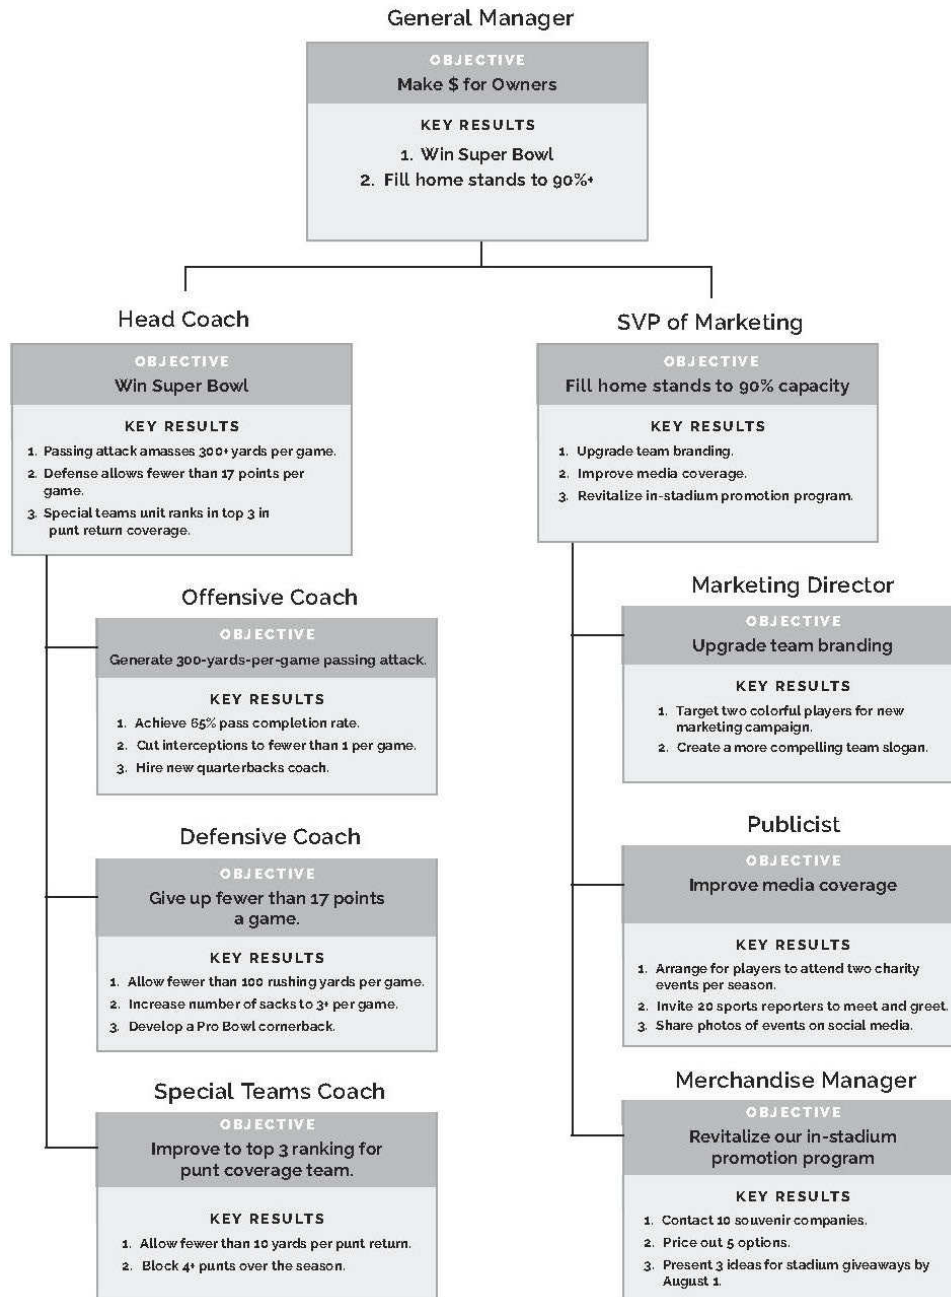 General Manager
OBJECTIVE
Make $ for Owners
KEY RESULTS
1. Win Super Bowl
2. Fill home stands to 90%+
Head Coach
OBJECTIVE
Win Super Bowl
KEY RESULTS
1. Passing attack amasses 300+ yards per game.
2. Defense allows fewer than 17 points per
game.
3. Special teams unit ranks in top 3 in
punt return coverage.
Offensive Coach
OBJECTIVE
Generate 300-yards-per-game passing attack.
KEY RESULTS
1. Achieve 65% pass completion rate.
2. Cut interceptions to fewer than 1 per game.
3. Hire new quarterbacks coach.
Defensive Coach
OBJECTIVE
Give up fewer than 17 points
a game.
KEY RESULTS
1. Allow fewer than 100 rushing yards per game.
2. Increase number of sacks to 3+ per game.
3. Develop a Pro Bowl cornerback.
Special Teams Coach
OBJECTIVE
Improve to top 3 ranking for
punt coverage team.
KEY RESULTS
1. Allow fewer than 10 yards per punt return.
2. Block 4+ punts over the season.
SVP of Marketing
OBJECTIVE
Fill home stands to 90% capacity
KEY RESULTS
1. Upgrade team branding.
2. Improve media coverage.
3. Revitalize in-stadium promotion program.
Marketing Director
OBJECTIVE
Upgrade team branding
KEY RESULTS
1. Target two colorful players for new
marketing campaign.
2. Create a more compelling team slogan.
Publicist
OBJECTIVE
Improve media coverage
KEY RESULTS
1. Arrange for players to attend two charity
events per season.
2. Invite 20 sports reporters to meet and greet.
3. Share photos of events on social media.
Merchandise Manager
OBJECTIVE
Revitalize our in-stadium
promotion program
KEY RESULTS
1. Contact 10 souvenir companies.
2. Price out 5 options.
3. Present 3 ideas for stadium giveaways by
August 1.